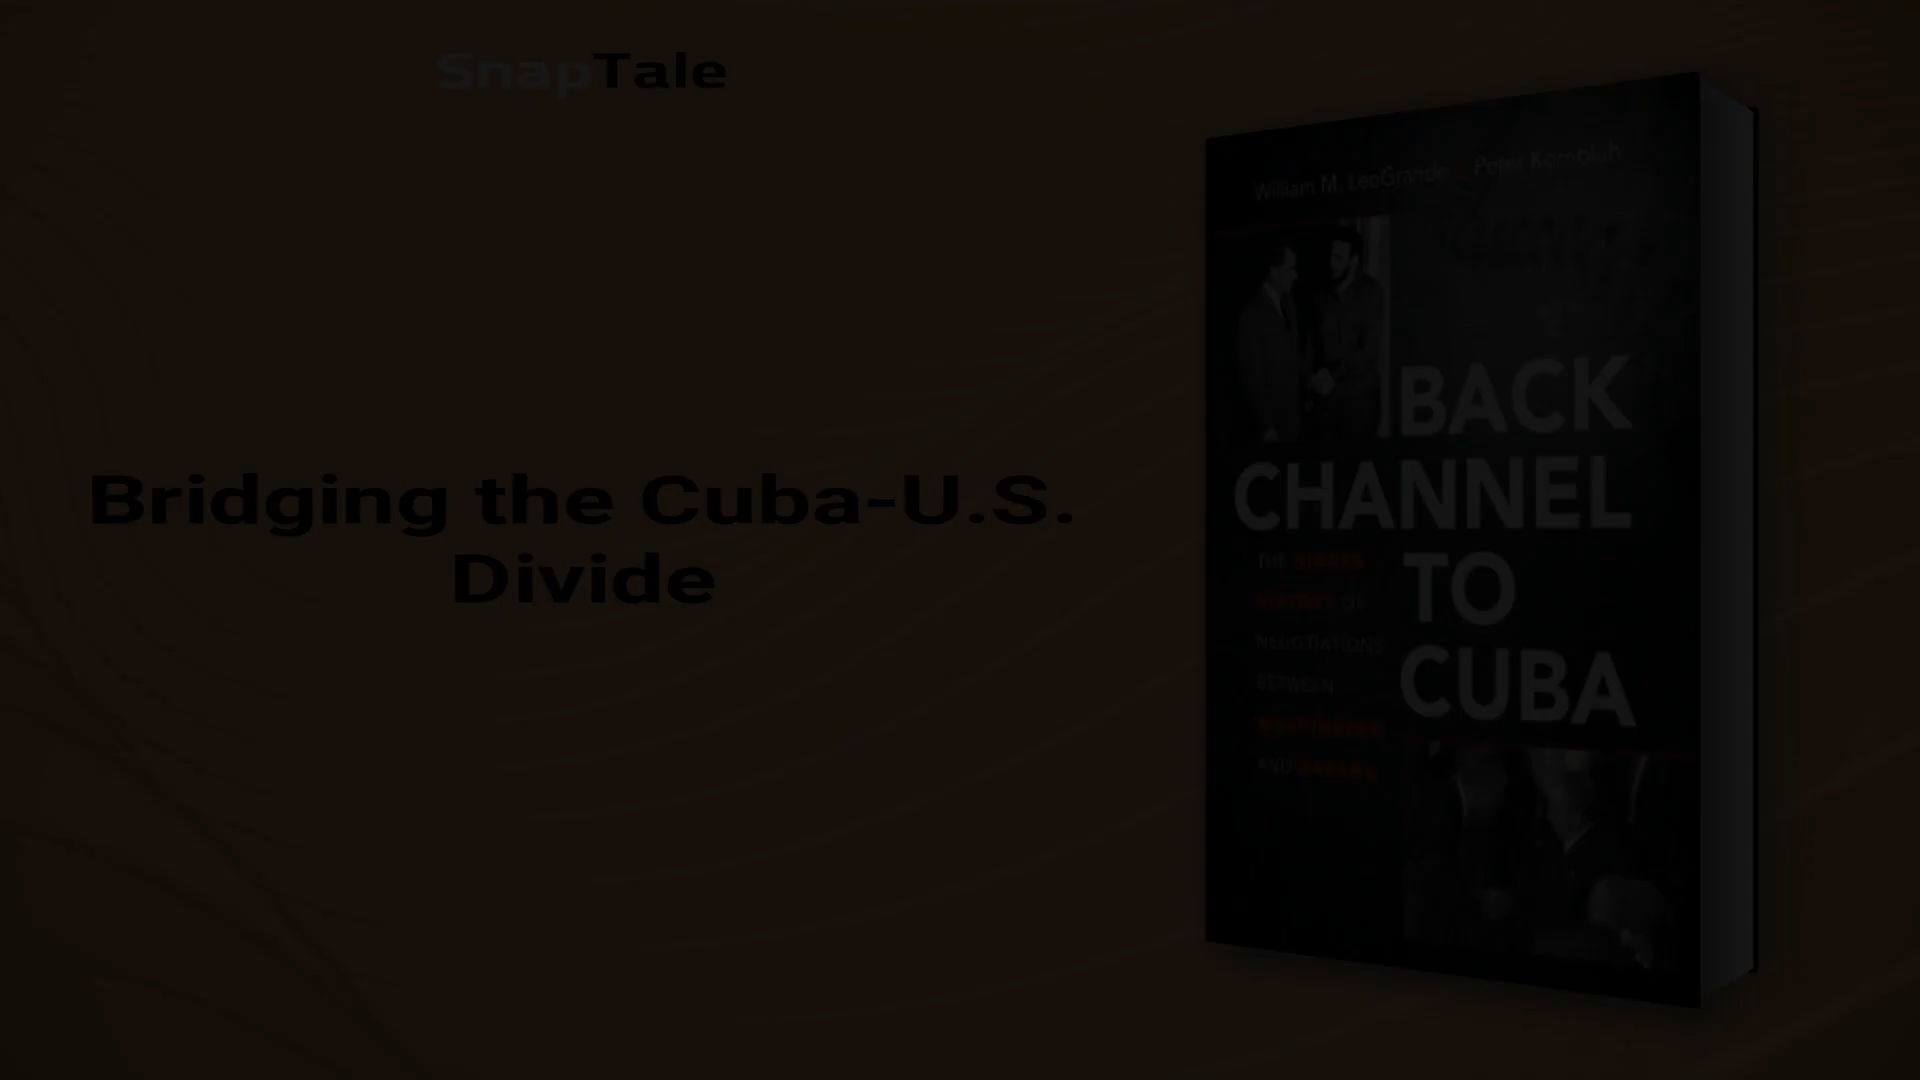 SnapTale
Bridging the Cuba-U.S.
Divide
William M. LeoGrande Peter Kornbluh
BACK
CHANNEL
TO
CUBA
THE HIDDEN
HISTORY OF
NEGOTIATIONS
BETWEEN
WASHINGTON
AND HAVANA